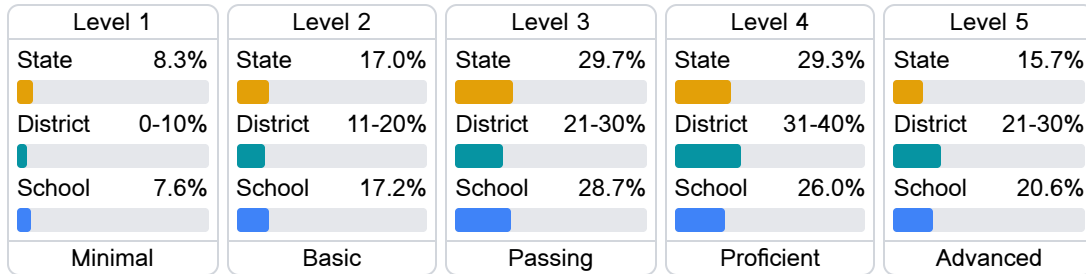 Level 1
State 8.3%
District 0-10%
School 7.6%
Minimal
Level 2
State 17.0%
District 11-20%
School 17.2%
Basic
Level 3
State 29.7%
District 21-30%
School 28.7%
Passing
Level 4
State 29.3%
District 31-40%
School 26.0%
Proficient
Level 5
State 15.7%
District 21-30%
School 20.6%
Advanced